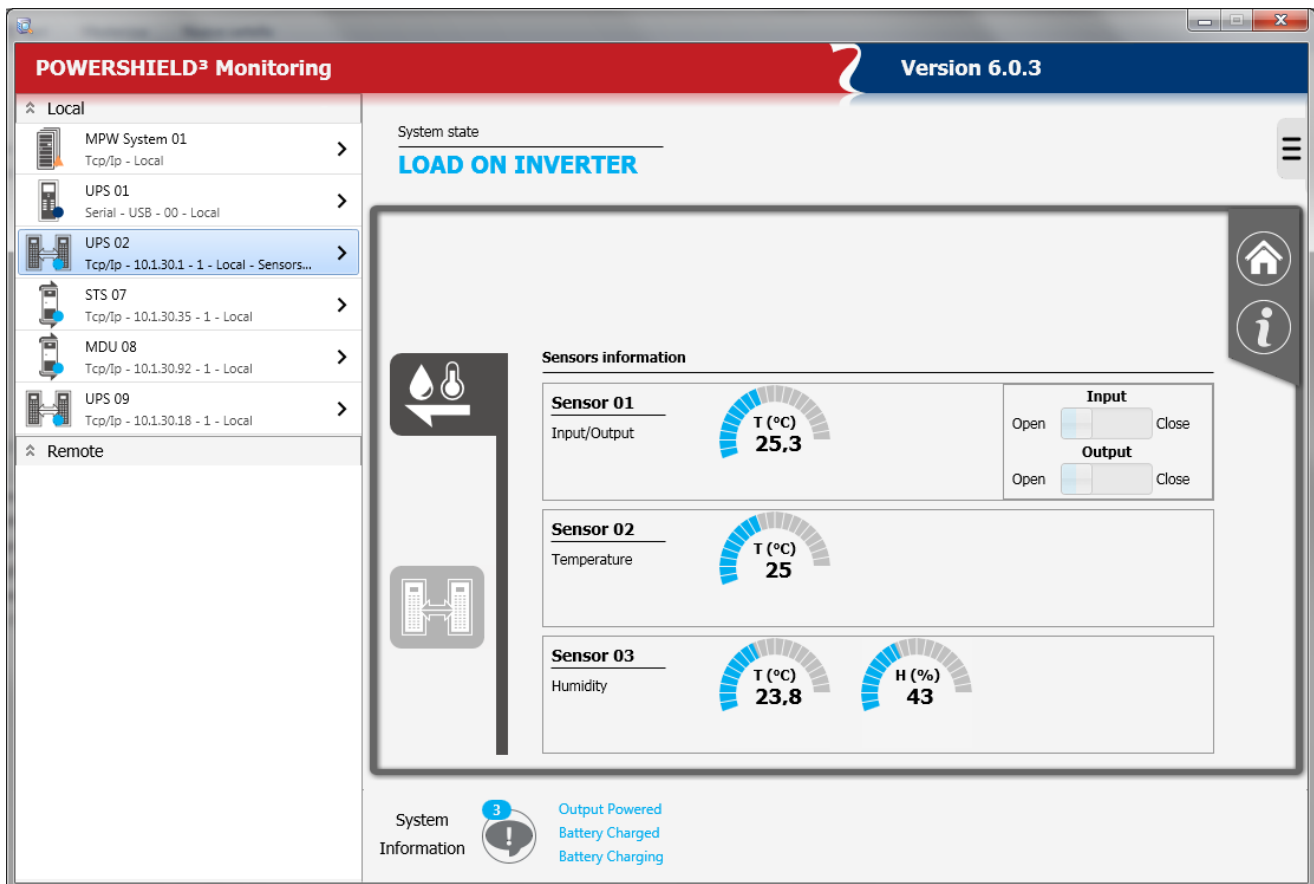 POWERSHIELD³ Monitoring
Version 6.0.3
Local
MPW System 01
Tcp/Ip - Local
UPS 01
Serial - USB - 00 - Local
UPS 02
Tcp/Ip - 10.1.30.1 - 1 - Local - Sensors...
STS 07
Tcp/Ip - 10.1.30.35 - 1 - Local
MDU 08
Tcp/Ip - 10.1.30.92 - 1 - Local
UPS 09
Tcp/Ip - 10.1.30.18 - 1 - Local
Remote
System state
LOAD ON INVERTER
Sensors information
Sensor 01
Input/Output
T (°C)
25,3
Input
Open Close
Output
Open Close
Sensor 02
Temperature
T (°C)
25
Sensor 03
Humidity
T (°C)
23,8
H (%)
43
System
Information
3
Output Powered
Battery Charged
Battery Charging